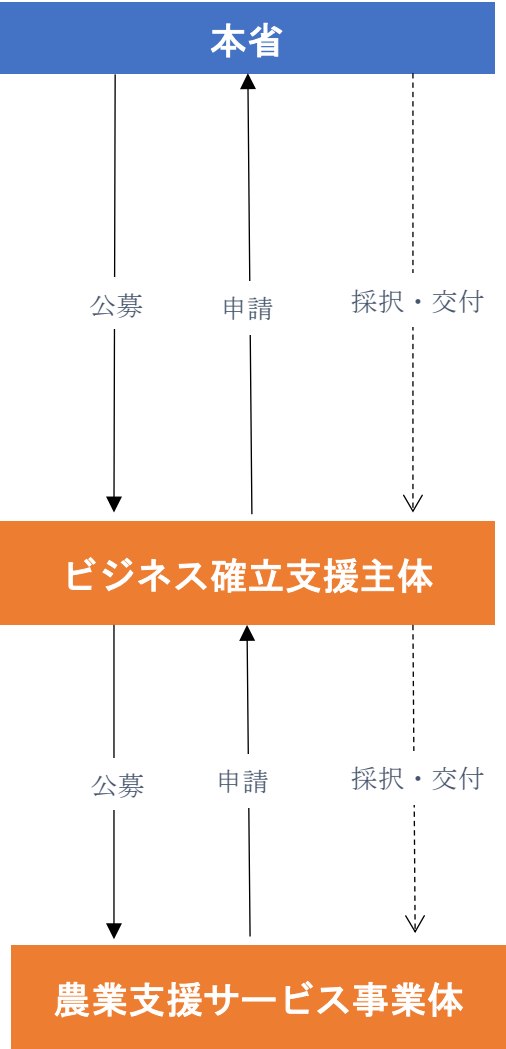 本省
公募
申請
採択・交付
ビジネス確立支援主体
公募
申請
採択・交付
農業支援サービス事業体